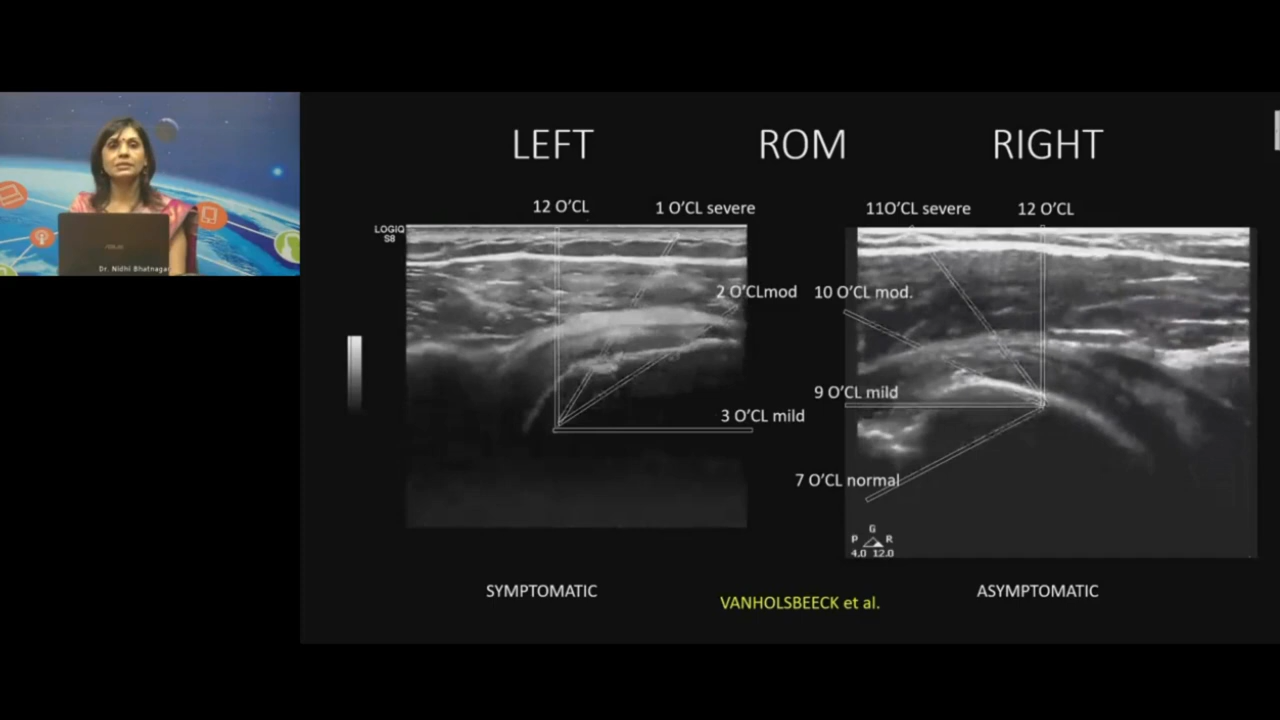 LEFT
ROM
RIGHT
12 O'CL
1 O'CL severe
11O'CL severe
12 O'CL
LOGIQ
S8
2 O'CLmod
10 O'CL mod.
9 O'CL mild
3 O'CL mild
7 O'CL normal
G
P R
4.0 12.0
SYMPTOMATIC
ASYMPTOMATIC
VANHOLSBEECK et al.
ASUS
Dr. Nidhi Bhatnagar